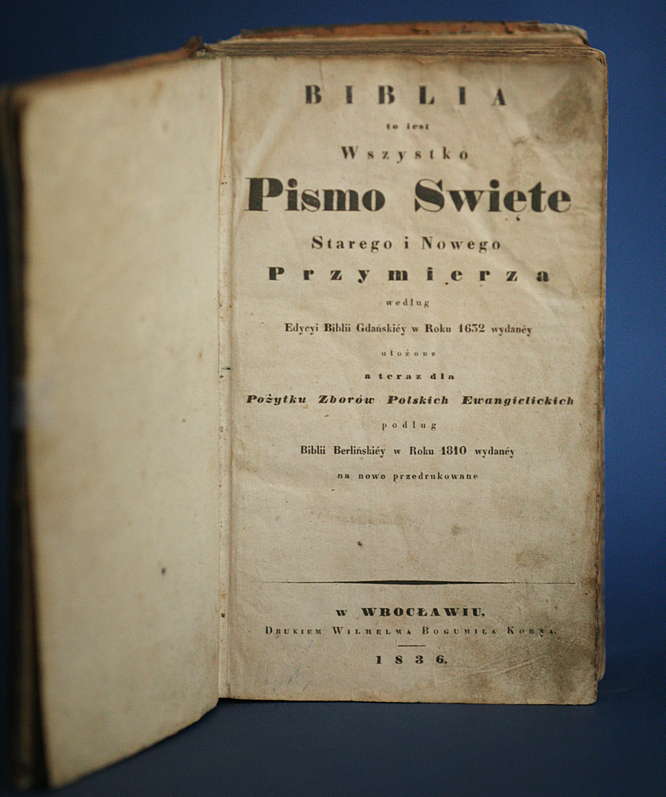 BIBLIA
to iest
Wszystko
Pismo Swięte
Starego i Nowego
Przymierza
według
Edycyi Biblii Gdańskiéy w Roku 1632 wydanéy
ułożone
a teraz dla
Pożytku Zborów Polskich Ewangielickich
podług
Biblii Berlińskiéy w Roku 1810 wydanéy
na nowo przedrukowane
w WROCŁAWIU,
Drukiem Wilhelma Bogumiła Korna.
1836.